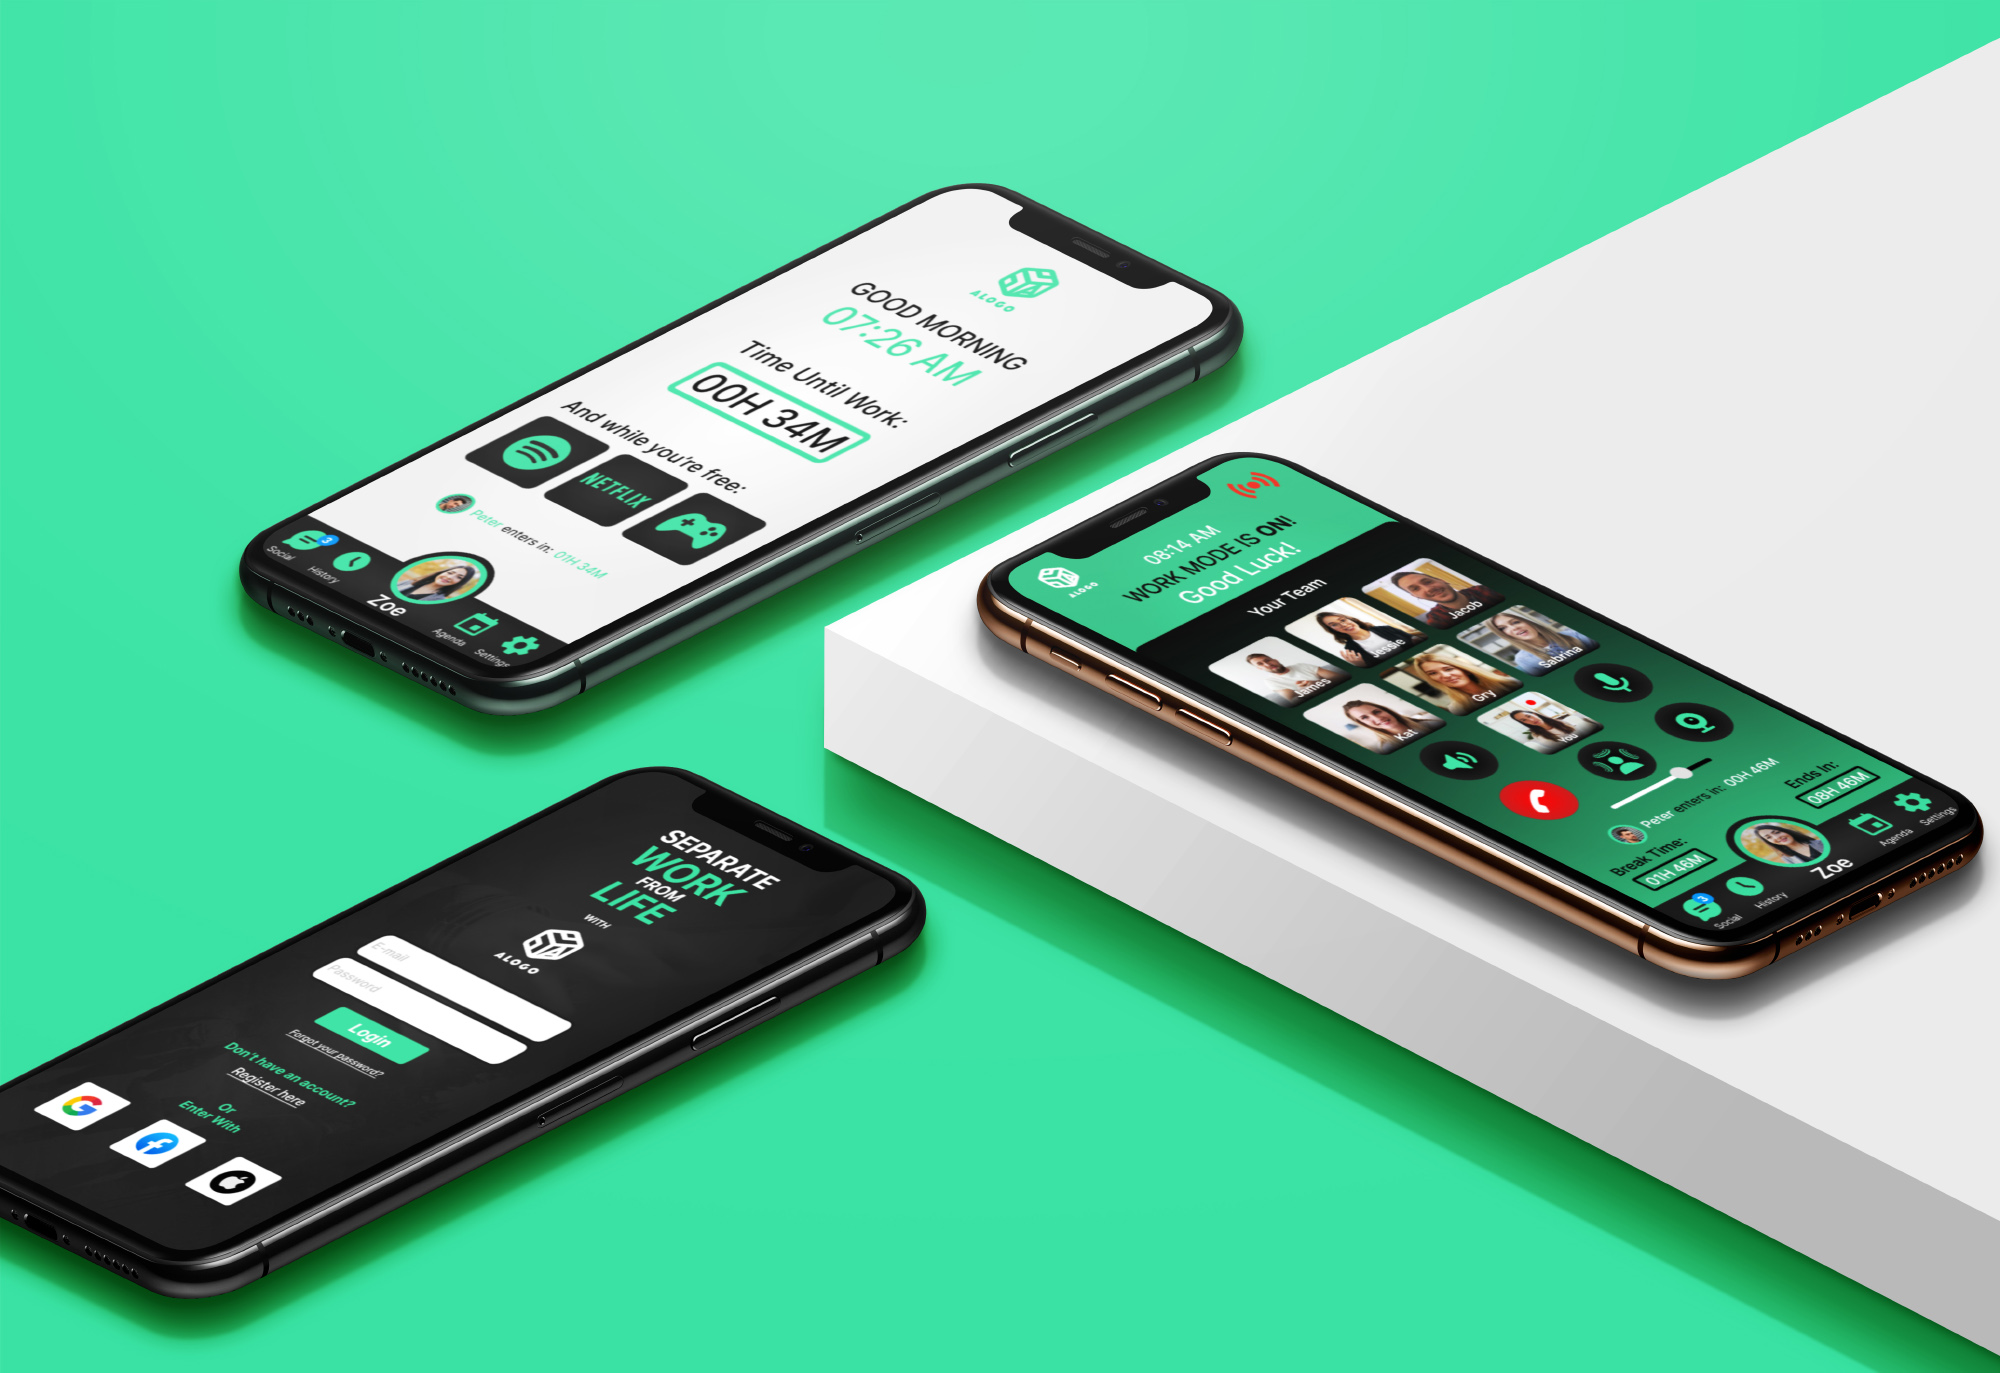 ALOGO
GOOD MORNING
07:26 AM
Time Until Work:
00H 34M
And while you're free:
NETFLIX
Peter enters in: 01H 34M
Social
3
History
Zoe
Agenda
Settings
ALOGO
08:14 AM
WORK MODE IS ON!
Good Luck!
Your Team
James
Jessie
Jacob
Kat
Gry
Sabrina
You
Peter enters in: 00H 46M
Break Time:
01H 46M
Ends in:
08H 46M
3
Social
History
Zoe
Agenda
Settings
SEPARATE
WORK
FROM
LIFE
WITH
ALOGO
E-mail
Password
Login
Forgot your password?
Don't have an account?
Register here
Or
Enter With